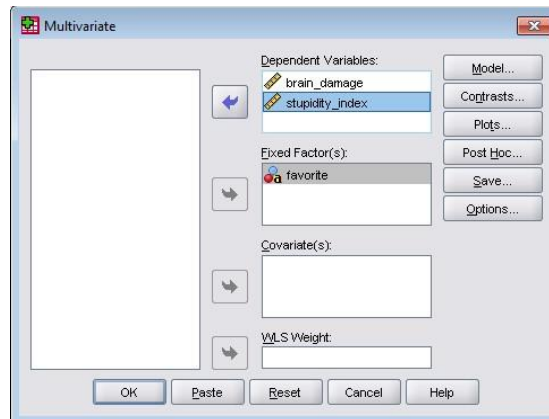 Multivariate
Dependent Variables:
brain_damage
stupidity_index
Fixed Factor(s):
a favorite
Covariate(s):
WLS Weight:
Model...
Contrasts...
Plots...
Post Hoc...
Save...
Options...
OK Paste Reset Cancel Help